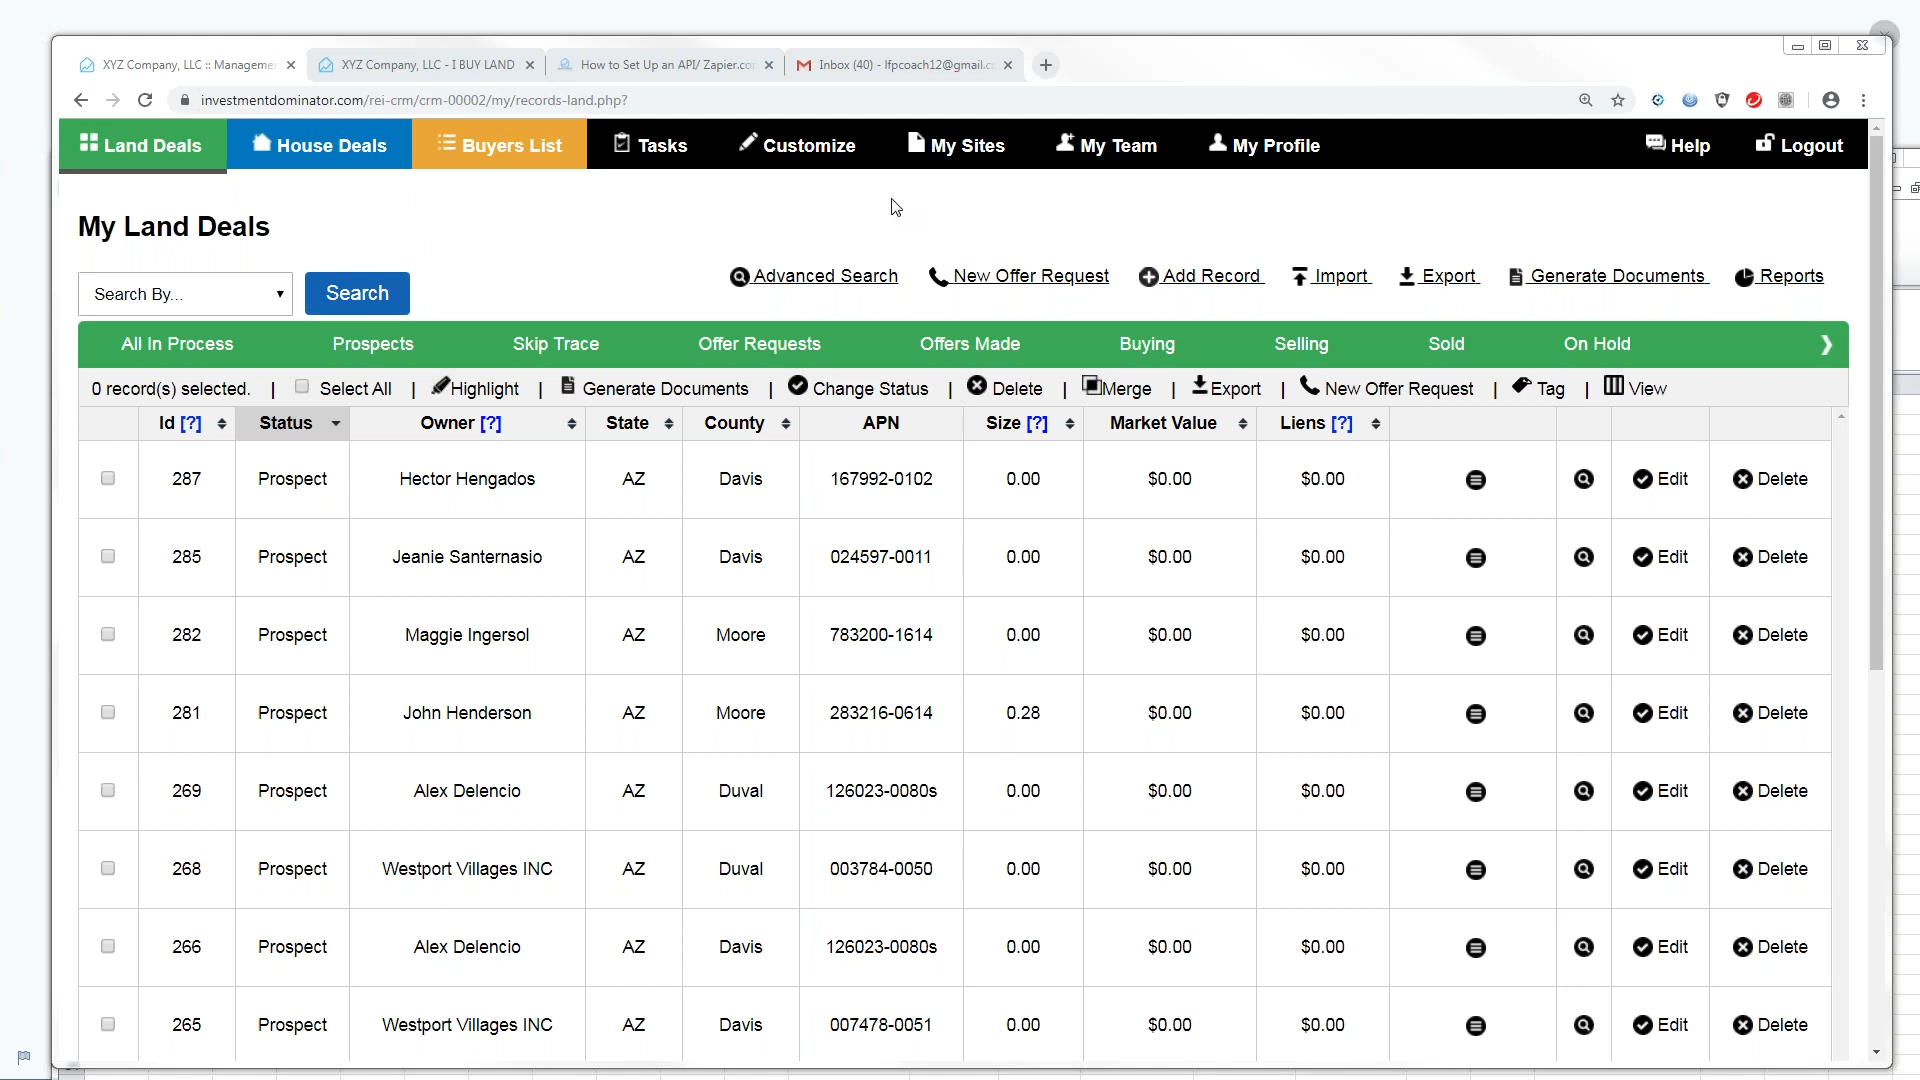 XYZ Company, LLC :: Manageme
XYZ Company, LLC - I BUY LAND
How to Set Up an API/ Zapier.co
Inbox (40) - lfpcoach12@gmail.c
investmentdominator.com/rei-crm/crm-00002/my/records-land.php?
Land Deals House Deals Buyers List Tasks Customize My Sites My Team My Profile Help Logout
My Land Deals
Search By... Search Advanced Search New Offer Request Add Record Import Export Generate Documents Reports
All In Process Prospects Skip Trace Offer Requests Offers Made Buying Selling Sold On Hold
0 record(s) selected. | Select All | Highlight | Generate Documents | Change Status | Delete | Merge | Export | New Offer Request | Tag | View
Id [?] Status Owner [?] State County APN Size [?] Market Value Liens [?]
287 Prospect Hector Hengados AZ Davis 167992-0102 0.00 $0.00 $0.00 Edit Delete
285 Prospect Jeanie Santernasio AZ Davis 024597-0011 0.00 $0.00 $0.00 Edit Delete
282 Prospect Maggie Ingersol AZ Moore 783200-1614 0.00 $0.00 $0.00 Edit Delete
281 Prospect John Henderson AZ Moore 283216-0614 0.28 $0.00 $0.00 Edit Delete
269 Prospect Alex Delencio AZ Duval 126023-0080s 0.00 $0.00 $0.00 Edit Delete
268 Prospect Westport Villages INC AZ Duval 003784-0050 0.00 $0.00 $0.00 Edit Delete
266 Prospect Alex Delencio AZ Davis 126023-0080s 0.00 $0.00 $0.00 Edit Delete
265 Prospect Westport Villages INC AZ Davis 007478-0051 0.00 $0.00 $0.00 Edit Delete